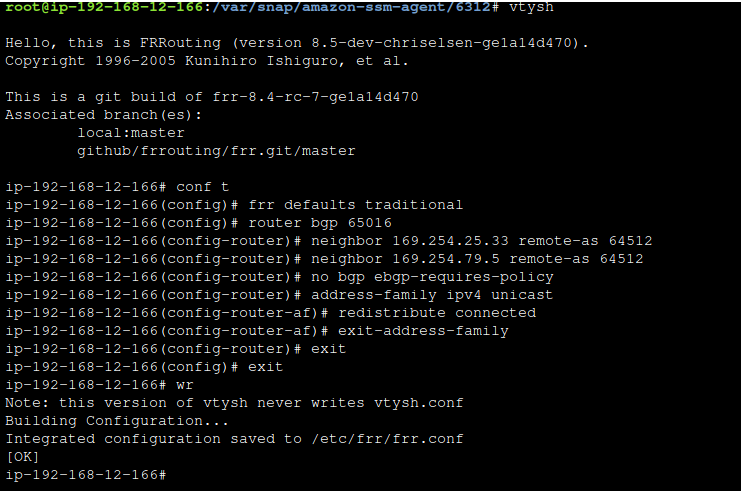 root@ip-192-168-12-166:/var/snap/amazon-ssm-agent/6312# vtysh
Hello, this is FRRouting (version 8.5-dev-chriselsen-ge1a14d470).
Copyright 1996-2005 Kunihiro Ishiguro, et al.
This is a git build of frr-8.4-rc-7-ge1a14d470
Associated branch(es):
        local:master
        github/frrouting/frr.git/master
ip-192-168-12-166# conf t
ip-192-168-12-166(config)# frr defaults traditional
ip-192-168-12-166(config)# router bgp 65016
ip-192-168-12-166(config-router)# neighbor 169.254.25.33 remote-as 64512
ip-192-168-12-166(config-router)# neighbor 169.254.79.5 remote-as 64512
ip-192-168-12-166(config-router)# no bgp ebgp-requires-policy
ip-192-168-12-166(config-router)# address-family ipv4 unicast
ip-192-168-12-166(config-router-af)# redistribute connected
ip-192-168-12-166(config-router-af)# exit-address-family
ip-192-168-12-166(config-router)# exit
ip-192-168-12-166(config)# exit
ip-192-168-12-166# wr
Note: this version of vtysh never writes vtysh.conf
Building Configuration...
Integrated configuration saved to /etc/frr/frr.conf
[OK]
ip-192-168-12-166#